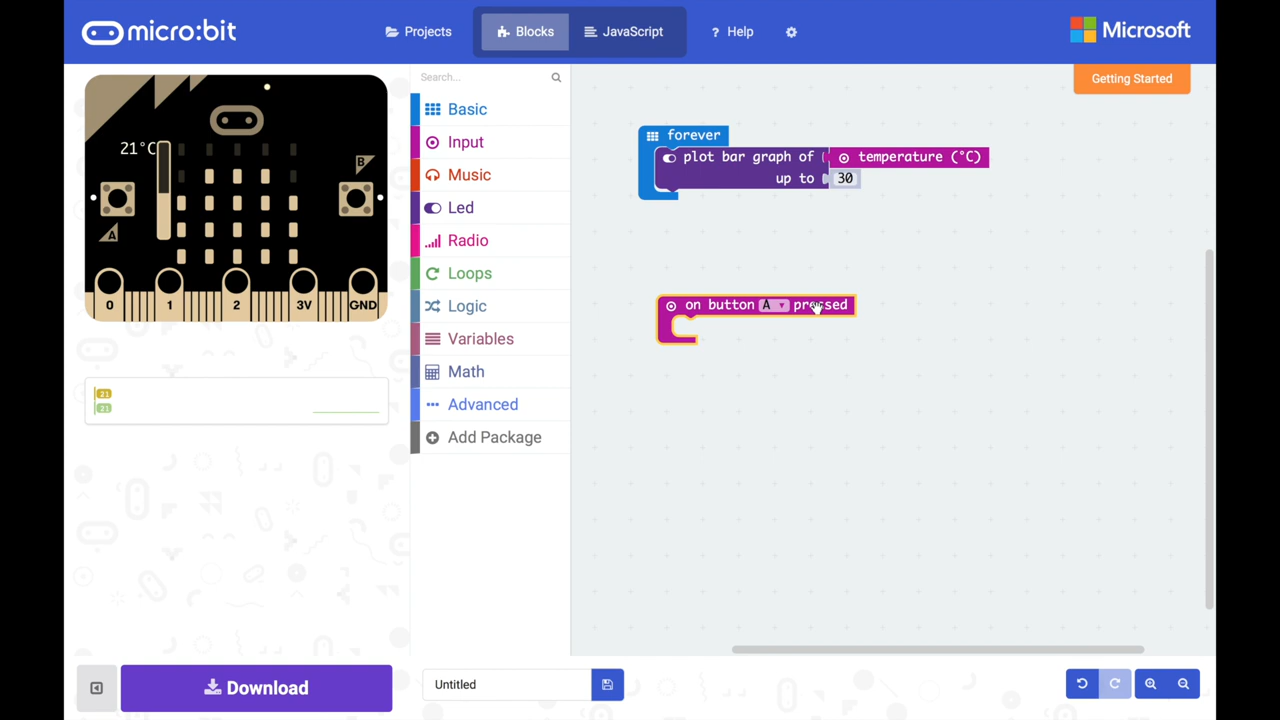 micro:bit
Projects
Blocks
JavaScript
? Help
Microsoft
Getting Started
Search...
Basic
Input
Music
Led
Radio
Loops
Logic
Variables
Math
Advanced
Add Package
21°C
A
B
0 1 2 3V GND
21
21
forever
plot bar graph of temperature (°C)
up to 30
on button A pressed
Download
Untitled